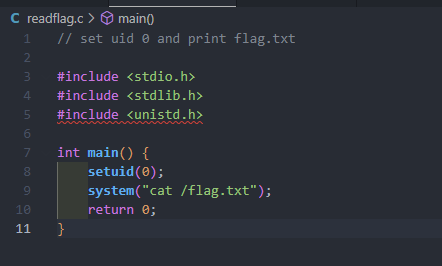 C readflag.c > main()
1 // set uid 0 and print flag.txt
2
3 #include <stdio.h>
4 #include <stdlib.h>
5 #include <unistd.h>
6
7 int main() {
8     setuid(0);
9     system("cat /flag.txt");
10     return 0;
11 }